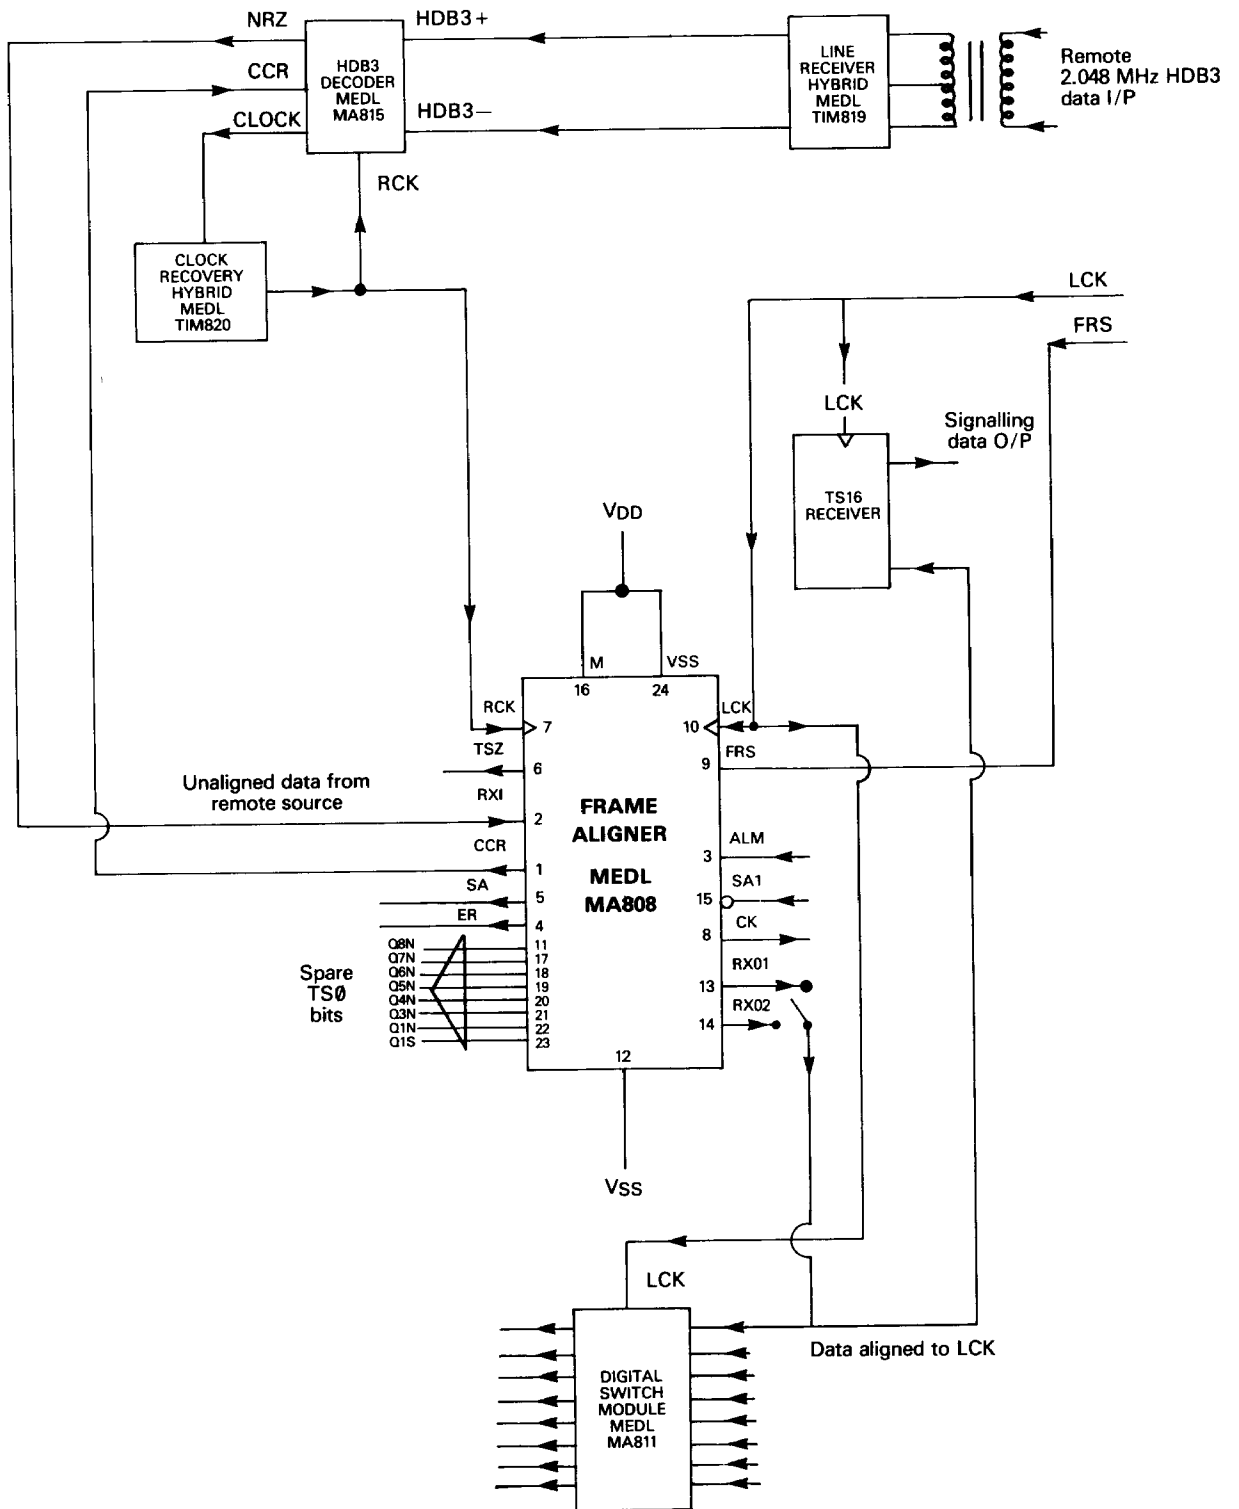 NRZ
HDB3+
CCR
HDB3
DECODER
MEDL
MA815
CLOCK
HDB3−
RCK
LINE
RECEIVER
HYBRID
MEDL
TIM819
Remote
2.048 MHz HDB3
data I/P
CLOCK
RECOVERY
HYBRID
MEDL
TIM820
LCK
FRS
LCK
Signalling
data O/P
TS16
RECEIVER
VDD
M
VSS
16
24
RCK
7
LCK
10
TSZ
6
FRS
9
Unaligned data from
remote source
RXI
2
CCR
1
SA
5
ER
4
FRAME
ALIGNER
MEDL
MA808
ALM
3
SA1
15
CK
8
RX01
13
RX02
14
Spare
TSØ
bits
Q8N
11
Q7N
17
Q6N
18
Q5N
19
Q4N
20
Q3N
21
Q1N
22
Q1S
23
12
VSS
LCK
Data aligned to LCK
DIGITAL
SWITCH
MODULE
MEDL
MA811